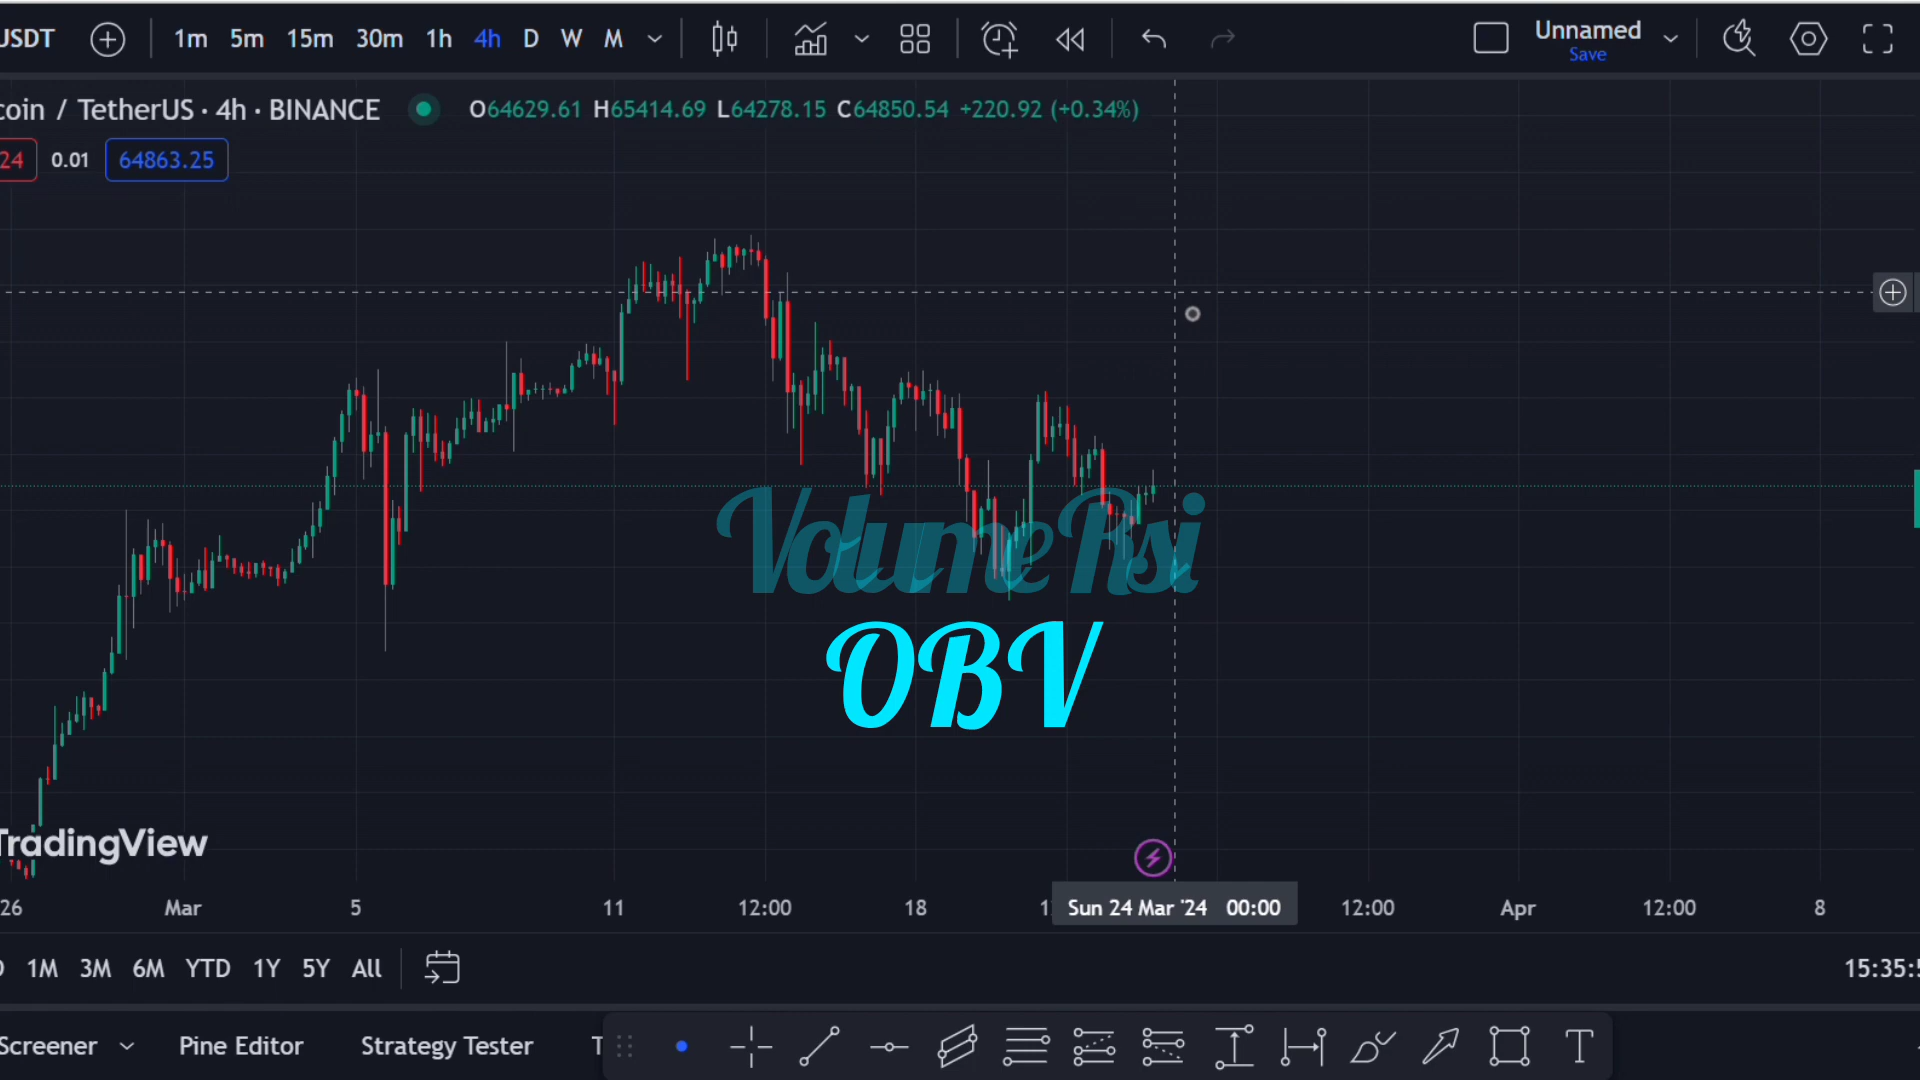 USDT 1m 5m 15m 30m 1h 4h D W M Unnamed
Save
coin / TetherUS · 4h · BINANCE O64629.61 H65414.69 L64278.15 C64850.54 +220.92 (+0.34%)
24 0.01 64863.25
Volume Rsi
OBV
TradingView
26 Mar 5 11 12:00 18 Sun 24 Mar '24 00:00 12:00 Apr 12:00 8
1M 3M 6M YTD 1Y 5Y All 15:35:5
Screener Pine Editor Strategy Tester T